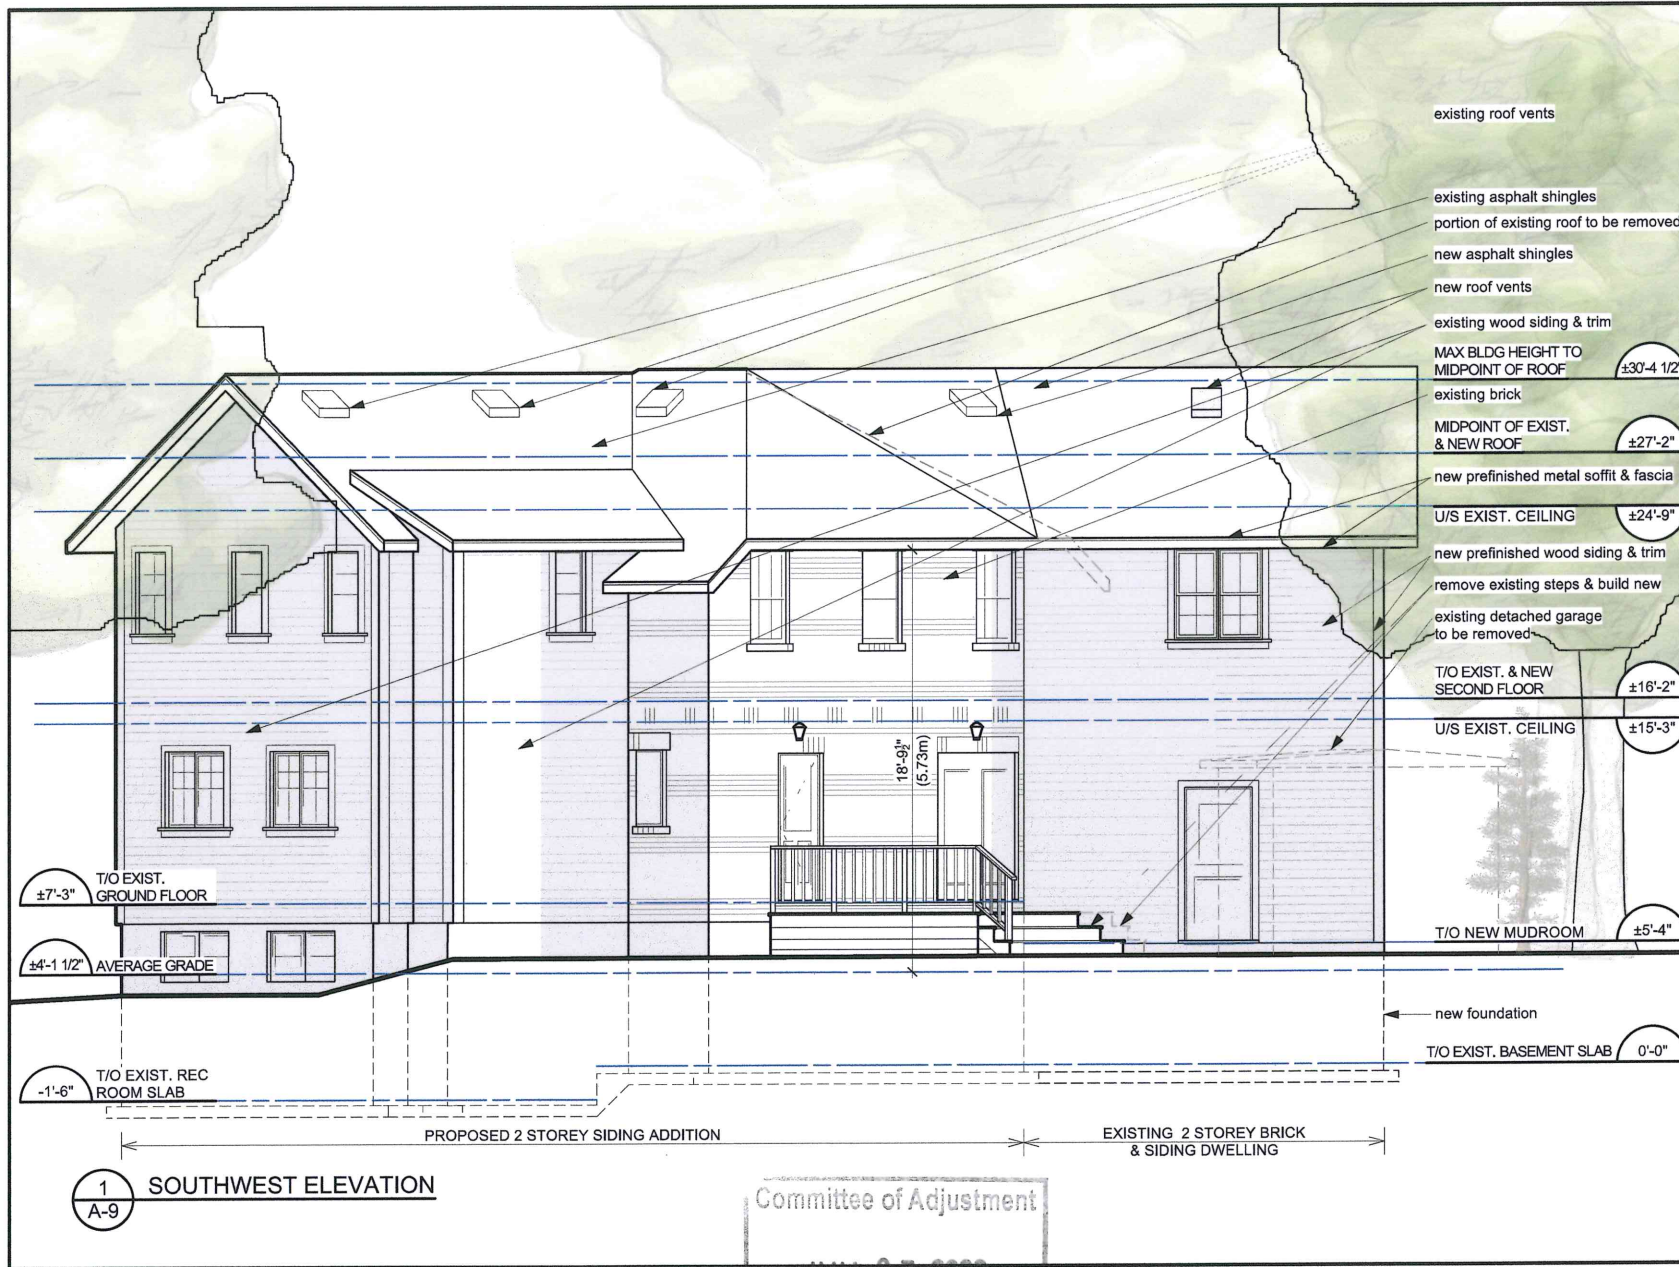 existing roof vents
existing asphalt shingles
portion of existing roof to be removed
new asphalt shingles
new roof vents
existing wood siding & trim
MAX BLDG HEIGHT TO
MIDPOINT OF ROOF
±30'-4 1/2"
existing brick
MIDPOINT OF EXIST.
& NEW ROOF
±27'-2"
new prefinished metal soffit & fascia
U/S EXIST. CEILING
±24'-9"
new prefinished wood siding & trim
remove existing steps & build new
existing detached garage
to be removed
T/O EXIST. & NEW
SECOND FLOOR
±16'-2"
U/S EXIST. CEILING
±15'-3"
18'-9½"
(5.73m)
±7'-3"
T/O EXIST.
GROUND FLOOR
±4'-1 1/2"
AVERAGE GRADE
T/O NEW MUDROOM
±5'-4"
new foundation
T/O EXIST. BASEMENT SLAB
0'-0"
-1'-6"
T/O EXIST. REC
ROOM SLAB
PROPOSED 2 STOREY SIDING ADDITION
EXISTING 2 STOREY BRICK
& SIDING DWELLING
1
A-9
SOUTHWEST ELEVATION
Committee of Adjustment